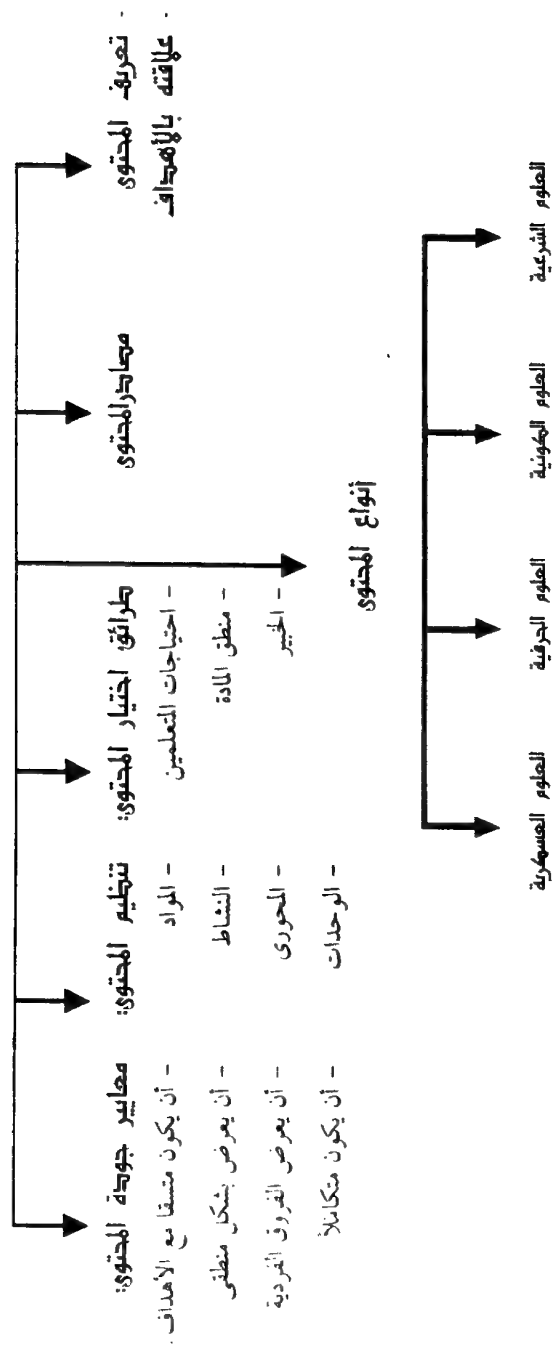 - تعريف المحتوى
- علاقته بالأهداف
مصادر المحتوى
طرائق اختيار المحتوى:
- احتياجات المتعلمين
- منطق المادة
- الخبير
تنظيم المحتوى:
- المواد
- النشاط
- المحورى
- الوحدات
معايير جودة المحتوى:
- أن يكون متسقا مع الأهداف.
- أن يعرض بشكل منطقى
- أن يعرض الفروق الفردية
- أن يكون متكاملاً
أنواع المحتوى
العلوم الشرعية
العلوم الكونية
العلوم الحرفية
العلوم العسكرية